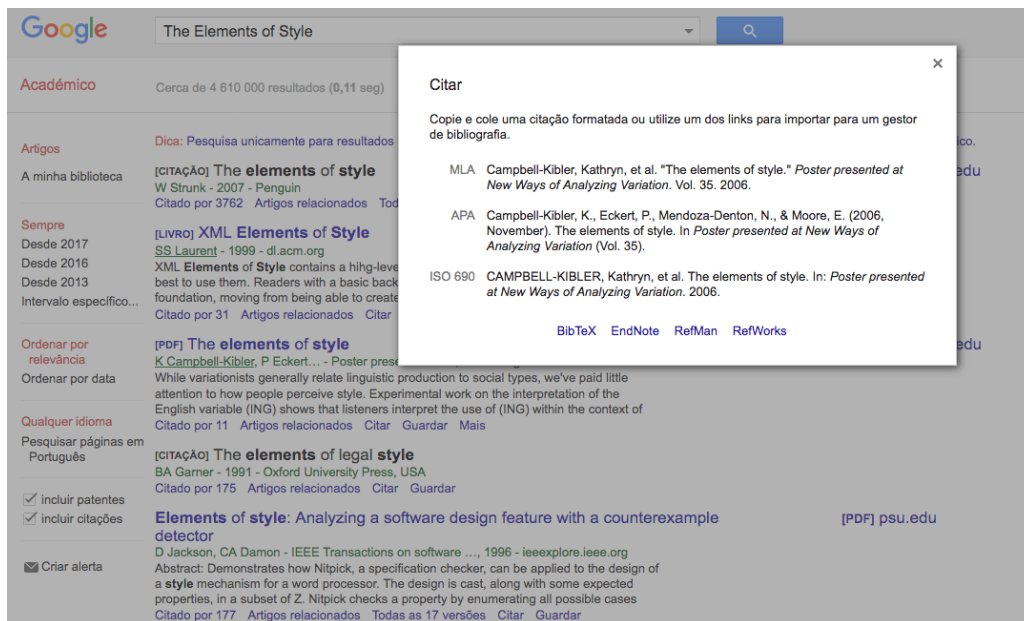 Google
The Elements of Style
Académico
Cerca de 4 610 000 resultados (0,11 seg)
Artigos
A minha biblioteca
Sempre
Desde 2017
Desde 2016
Desde 2013
Intervalo específico...
Ordenar por
relevância
Ordenar por data
Qualquer idioma
Pesquisar páginas em
Português
incluir patentes
incluir citações
Criar alerta
Dica: Pesquisa unicamente para resultados
ico.
[CITAÇÃO] The elements of style
edu
W Strunk - 2007 - Penguin
Citado por 3762 Artigos relacionados Tod
[LIVRO] XML Elements of Style
SS Laurent - 1999 - dl.acm.org
XML Elements of Style contains a hihg-leve
best to use them. Readers with a basic back
foundation, moving from being able to create
Citado por 31 Artigos relacionados Citar
[PDF] The elements of style
edu
K Campbell-Kibler, P Eckert... - Poster prese
While variationists generally relate linguistic production to social types, we've paid little
attention to how people perceive style. Experimental work on the interpretation of the
English variable (ING) shows that listeners interpret the use of (ING) within the context of
Citado por 11 Artigos relacionados Citar Guardar Mais
[CITAÇÃO] The elements of legal style
BA Garner - 1991 - Oxford University Press, USA
Citado por 175 Artigos relacionados Citar Guardar
Elements of style: Analyzing a software design feature with a counterexample
detector
[PDF] psu.edu
D Jackson, CA Damon - IEEE Transactions on software ..., 1996 - ieeexplore.ieee.org
Abstract: Demonstrates how Nitpick, a specification checker, can be applied to the design of
a style mechanism for a word processor. The design is cast, along with some expected
properties, in a subset of Z. Nitpick checks a property by enumerating all possible cases
Citado por 177 Artigos relacionados Todas as 17 versões Citar Guardar
Citar
Copie e cole uma citação formatada ou utilize um dos links para importar para um gestor
de bibliografia.
MLA Campbell-Kibler, Kathryn, et al. "The elements of style." Poster presented at
New Ways of Analyzing Variation. Vol. 35. 2006.
APA Campbell-Kibler, K., Eckert, P., Mendoza-Denton, N., & Moore, E. (2006,
November). The elements of style. In Poster presented at New Ways of
Analyzing Variation (Vol. 35).
ISO 690 CAMPBELL-KIBLER, Kathryn, et al. The elements of style. In: Poster presented
at New Ways of Analyzing Variation. 2006.
BibTeX EndNote RefMan RefWorks